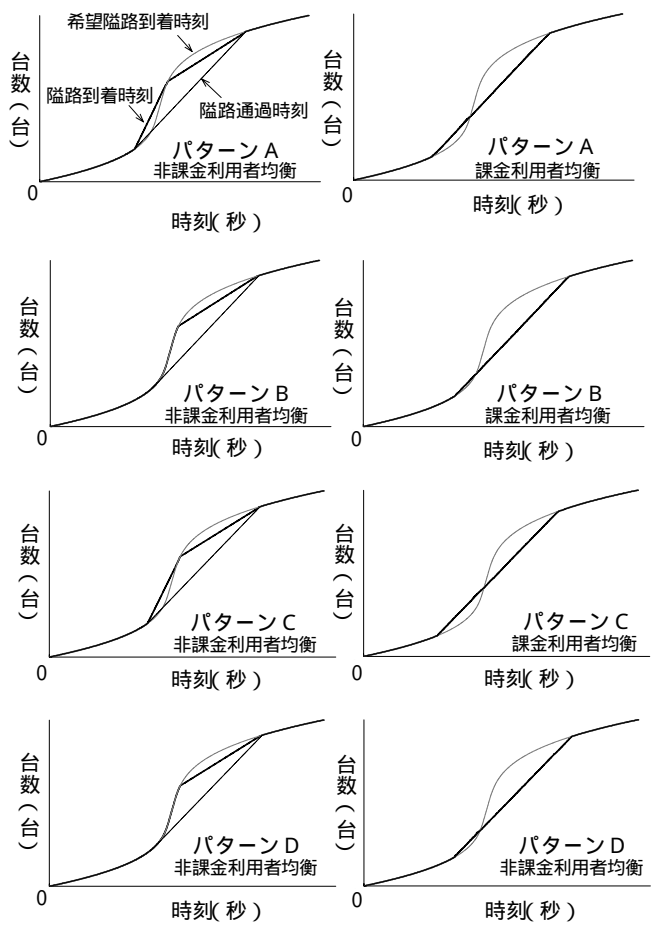 希望隘路到着時刻
隘路到着時刻
隘路通過時刻
台数(台)
パターンA
非課金利用者均衡
0
時刻(秒)
台数(台)
パターンA
課金利用者均衡
0
時刻(秒)
台数(台)
パターンB
非課金利用者均衡
0
時刻(秒)
台数(台)
パターンB
課金利用者均衡
0
時刻(秒)
台数(台)
パターンC
非課金利用者均衡
0
時刻(秒)
台数(台)
パターンC
課金利用者均衡
0
時刻(秒)
台数(台)
パターンD
非課金利用者均衡
0
時刻(秒)
台数(台)
パターンD
非課金利用者均衡
0
時刻(秒)